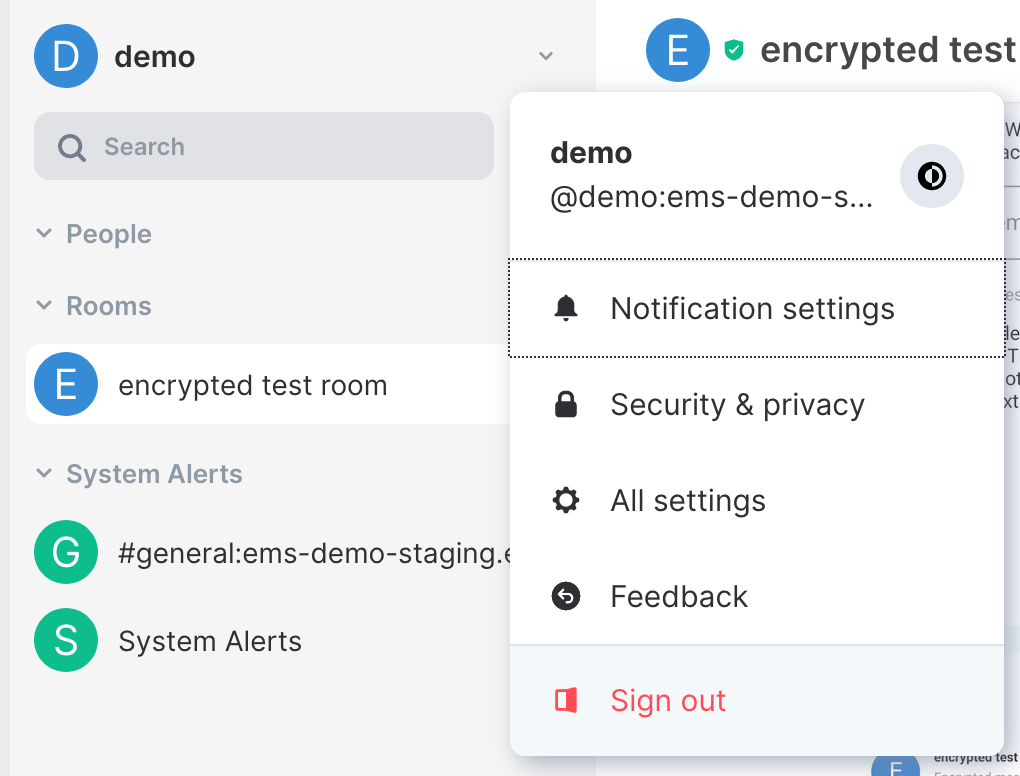 D demo
E encrypted test
Search
demo
@demo:ems-demo-s...
People
Rooms
E encrypted test room
System Alerts
G #general:ems-demo-staging.
S System Alerts
Notification settings
Security & privacy
All settings
Feedback
Sign out
E encrypted test